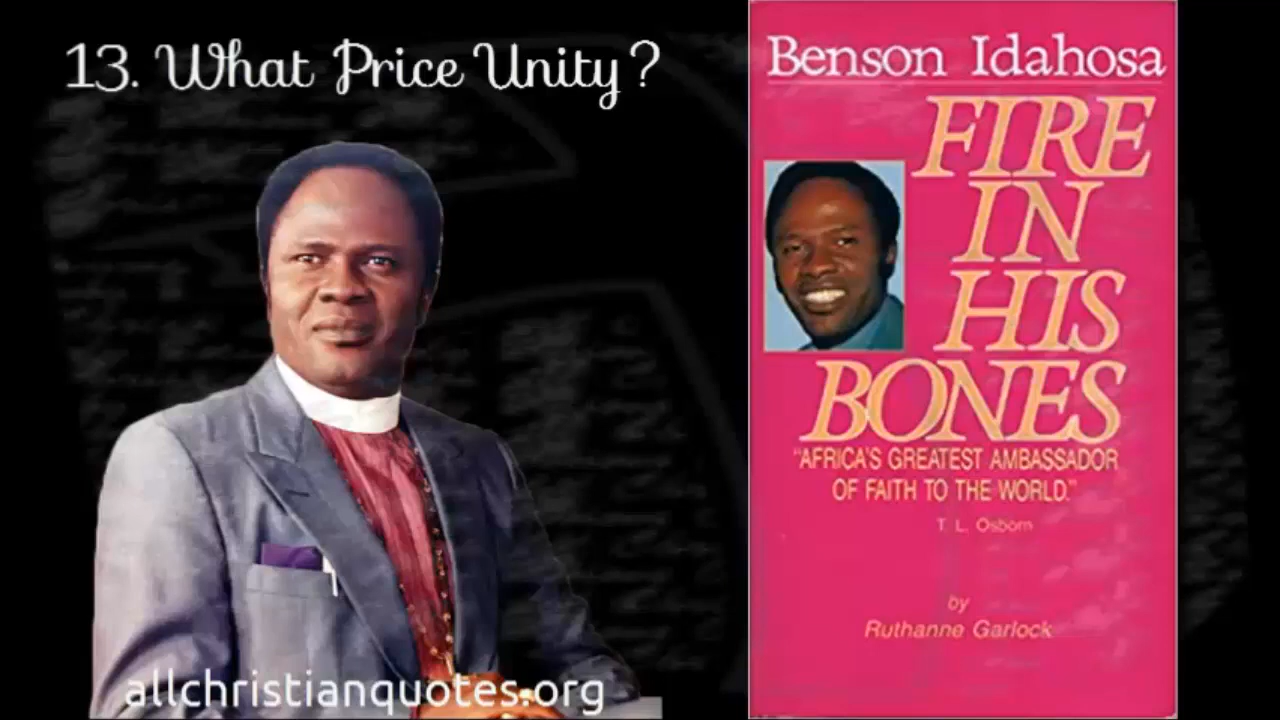 13. What Price Unity?
allchristianquotes.org
Benson Idahosa
FIRE
IN
HIS
BONES
"AFRICA'S GREATEST AMBASSADOR
OF FAITH TO THE WORLD."
T. L. Osborn
by
Ruthanne Garlock